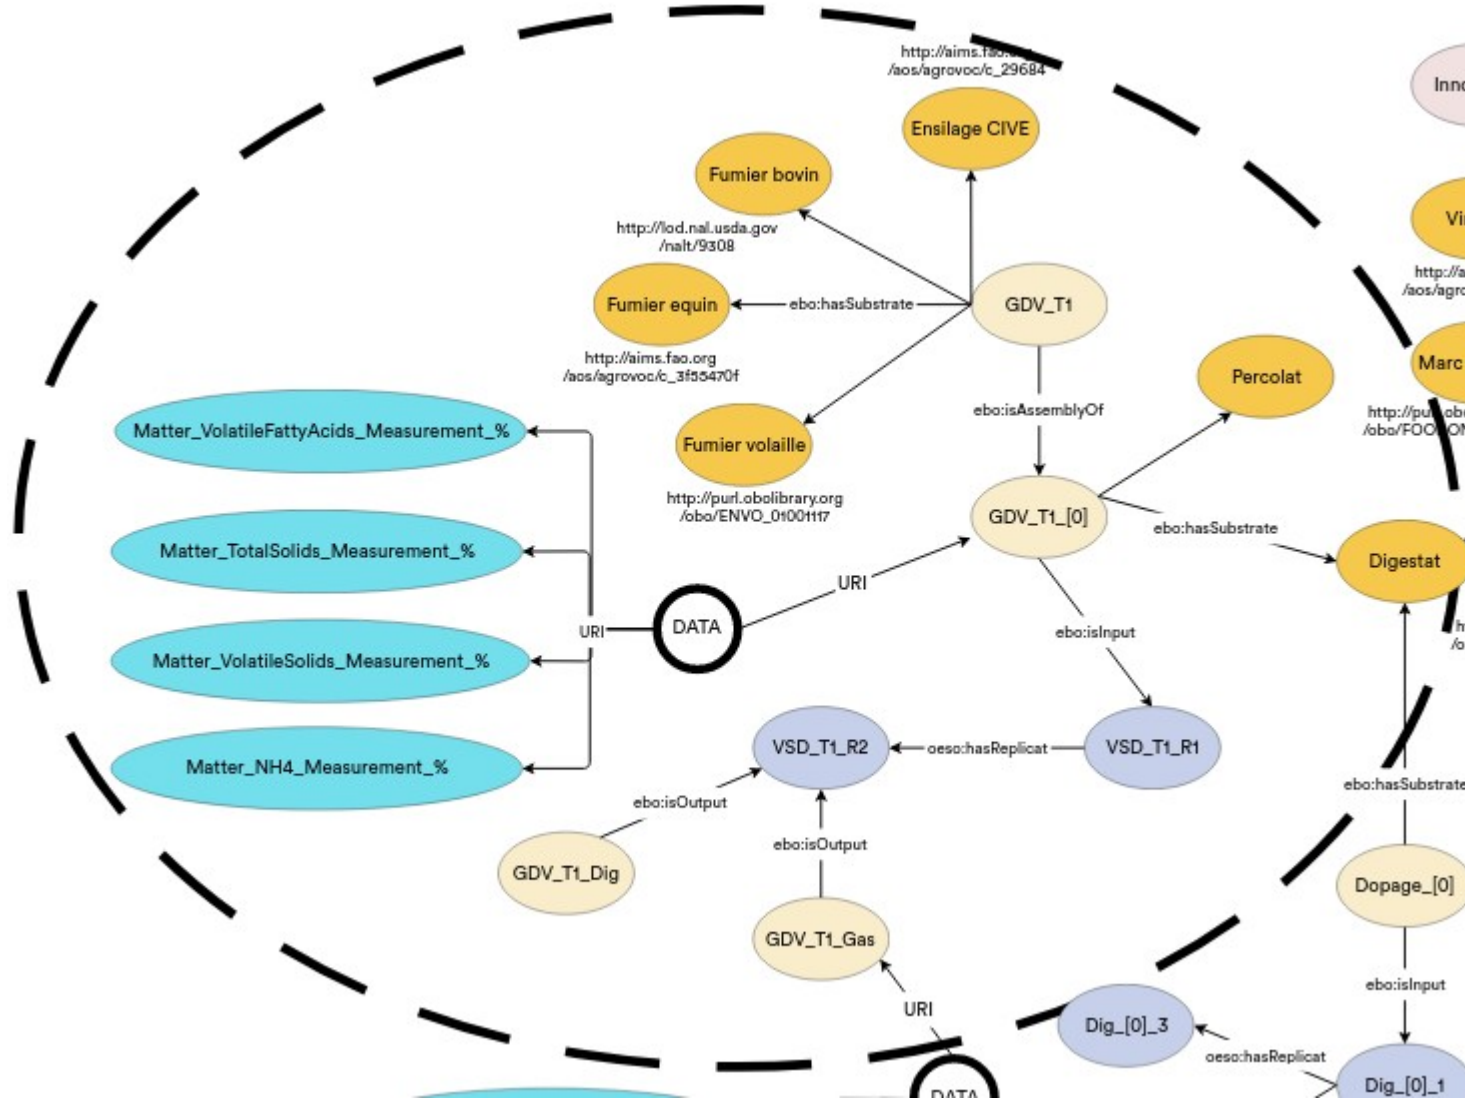 http://aims.fao.org
/aos/agrovoc/c_29684
Ensilage CIVE
Fumier bovin
http://lod.nal.usda.gov
/nalt/9308
Fumier equin
ebo:hasSubstrate
GDV_T1
http://aims.fao.org
/aos/agrovoc/c_3f55470f
Percolat
ebo:isAssemblyOf
Marc
Matter_VolatileFattyAcids_Measurement_%
Fumier volaille
http://purl.obolibrary.org
/obo/ENVO_01001117
GDV_T1_[0]
ebo:hasSubstrate
Matter_TotalSolids_Measurement_%
Digestat
URI
DATA
URI
ebo:isInput
Matter_VolatileSolids_Measurement_%
VSD_T1_R2
oeso:hasReplicat
VSD_T1_R1
Matter_NH4_Measurement_%
ebo:isOutput
ebo:hasSubstrate
ebo:isOutput
GDV_T1_Dig
Dopage_[0]
GDV_T1_Gas
ebo:isInput
URI
Dig_[0]_3
oeso:hasReplicat
Dig_[0]_1
DATA